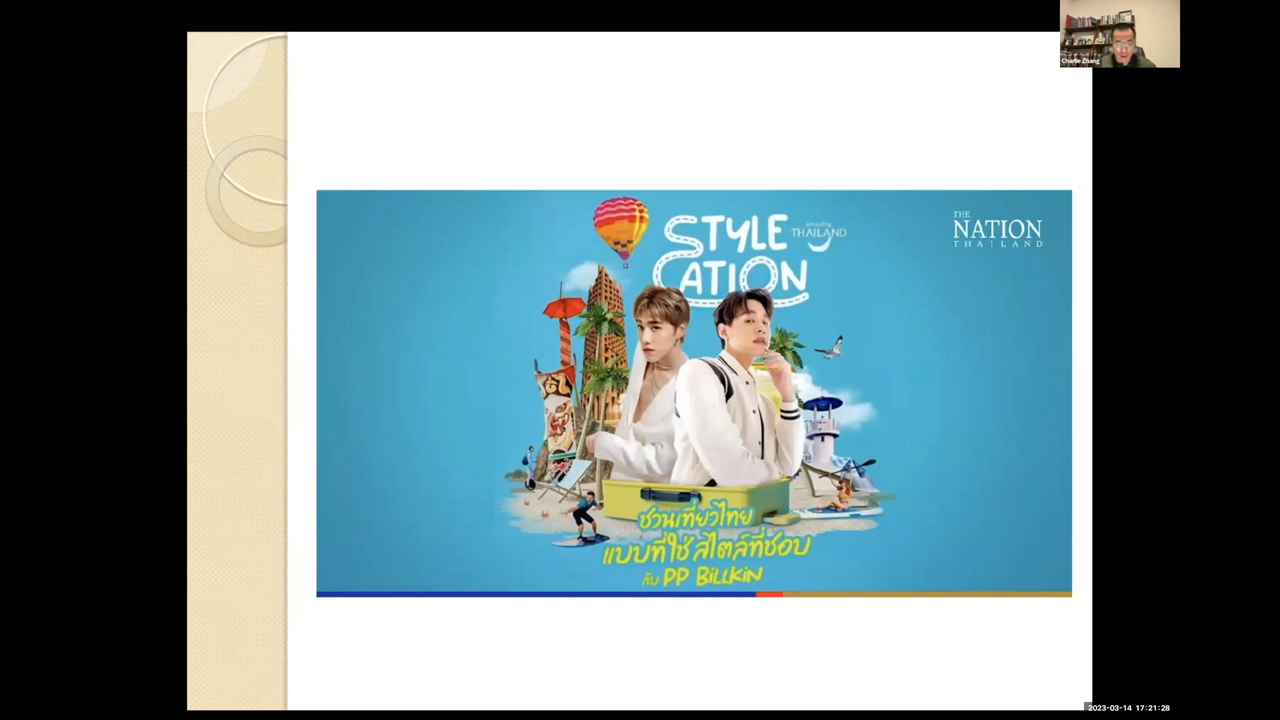 Charlie Zhang
STYLE
CATION
amazing
THAILAND
THE
NATION
THAILAND
ชวนเที่ยวไทย
แบบที่ใช่ สไตล์ที่ชอบ
กับ PP BILLKIN
2023-03-14 17:21:28